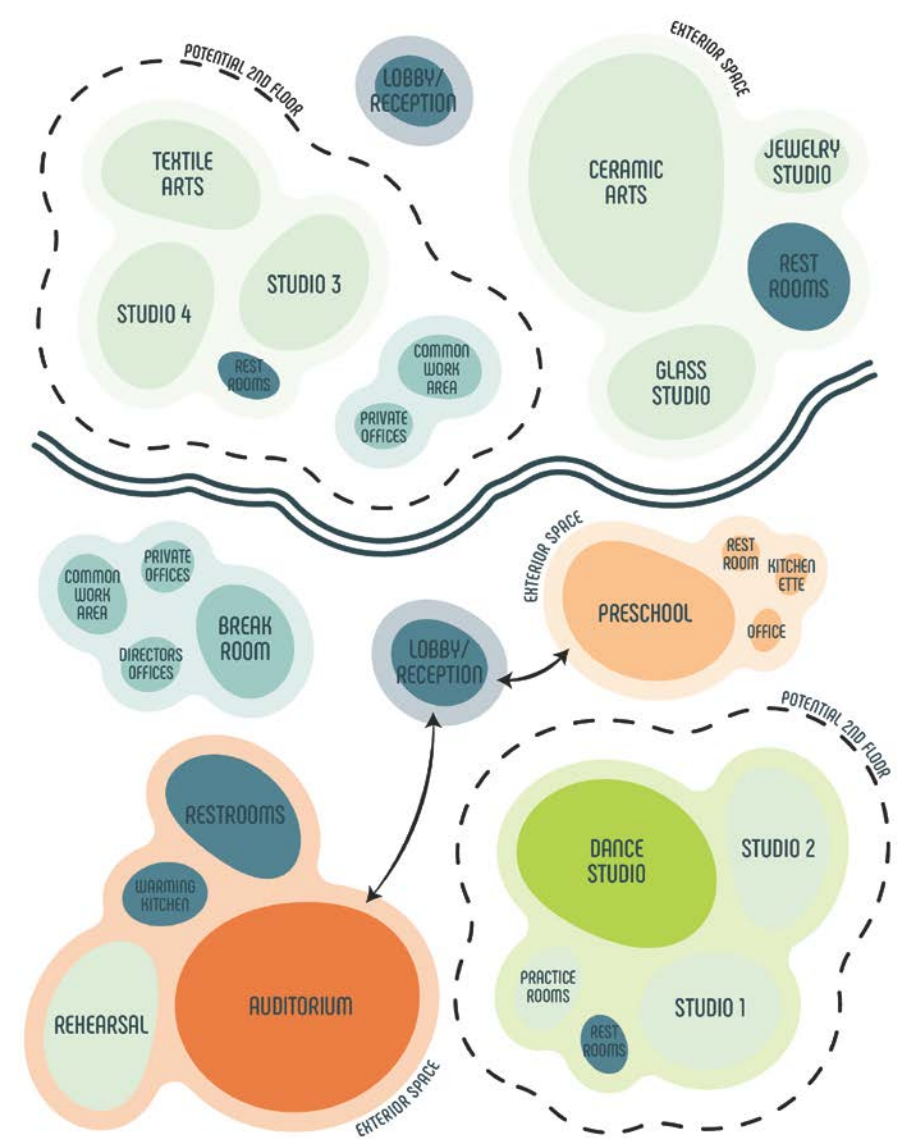 POTENTIAL 2ND FLOOR
LOBBY/
RECEPTION
EXTERIOR SPACE
TEXTILE
ARTS
STUDIO 3
STUDIO 4
REST
ROOMS
COMMON
WORK
AREA
PRIVATE
OFFICES
CERAMIC
ARTS
JEWELRY
STUDIO
REST
ROOMS
GLASS
STUDIO
COMMON
WORK
AREA
PRIVATE
OFFICES
DIRECTORS
OFFICES
BREAK
ROOM
LOBBY/
RECEPTION
EXTERIOR SPACE
PRESCHOOL
REST
ROOM
KITCHEN
ETTE
OFFICE
RESTROOMS
WARMING
KITCHEN
REHEARSAL
AUDITORIUM
EXTERIOR SPACE
POTENTIAL 2ND FLOOR
DANCE
STUDIO
STUDIO 2
PRACTICE
ROOMS
STUDIO 1
REST
ROOMS